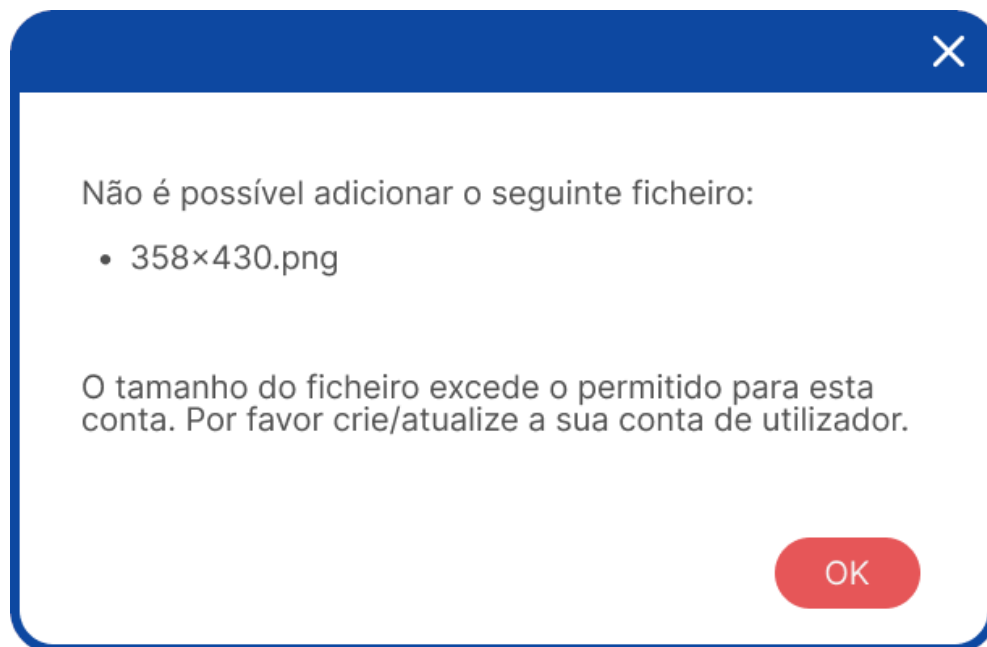 Não é possível adicionar o seguinte ficheiro:
• 358×430.png
O tamanho do ficheiro excede o permitido para esta
conta. Por favor crie/atualize a sua conta de utilizador.
OK